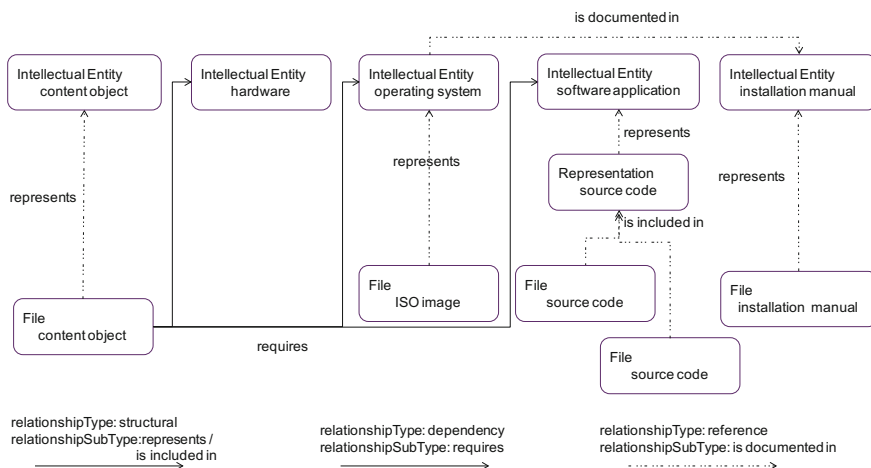 is documented in
Intellectual Entity
content object
Intellectual Entity
hardware
Intellectual Entity
operating system
Intellectual Entity
software application
Intellectual Entity
installation manual
represents
represents
represents
represents
Representation
source code
is included in
File
content object
File
ISO image
File
source code
File
installation manual
requires
File
source code
relationshipType: structural
relationshipSubType:represents /
is included in
relationshipType: dependency
relationshipSubType: requires
relationshipType: reference
relationshipSubType: is documented in